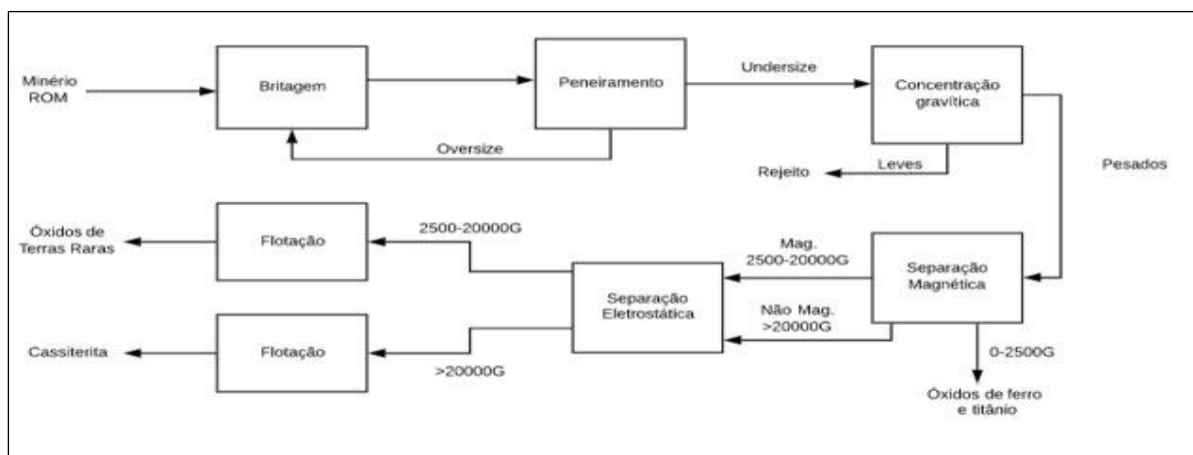 Minério
ROM
Britagem
Peneiramento
Undersize
Concentração
gravítica
Oversize
Rejeito
Leves
Pesados
Óxidos de
Terras Raras
Flotação
2500-20000G
Separação
Eletrostática
Mag.
2500-20000G
Não Mag.
>20000G
Separação
Magnética
0-2500G
Óxidos de ferro
e titânio
Cassiterita
Flotação
>20000G